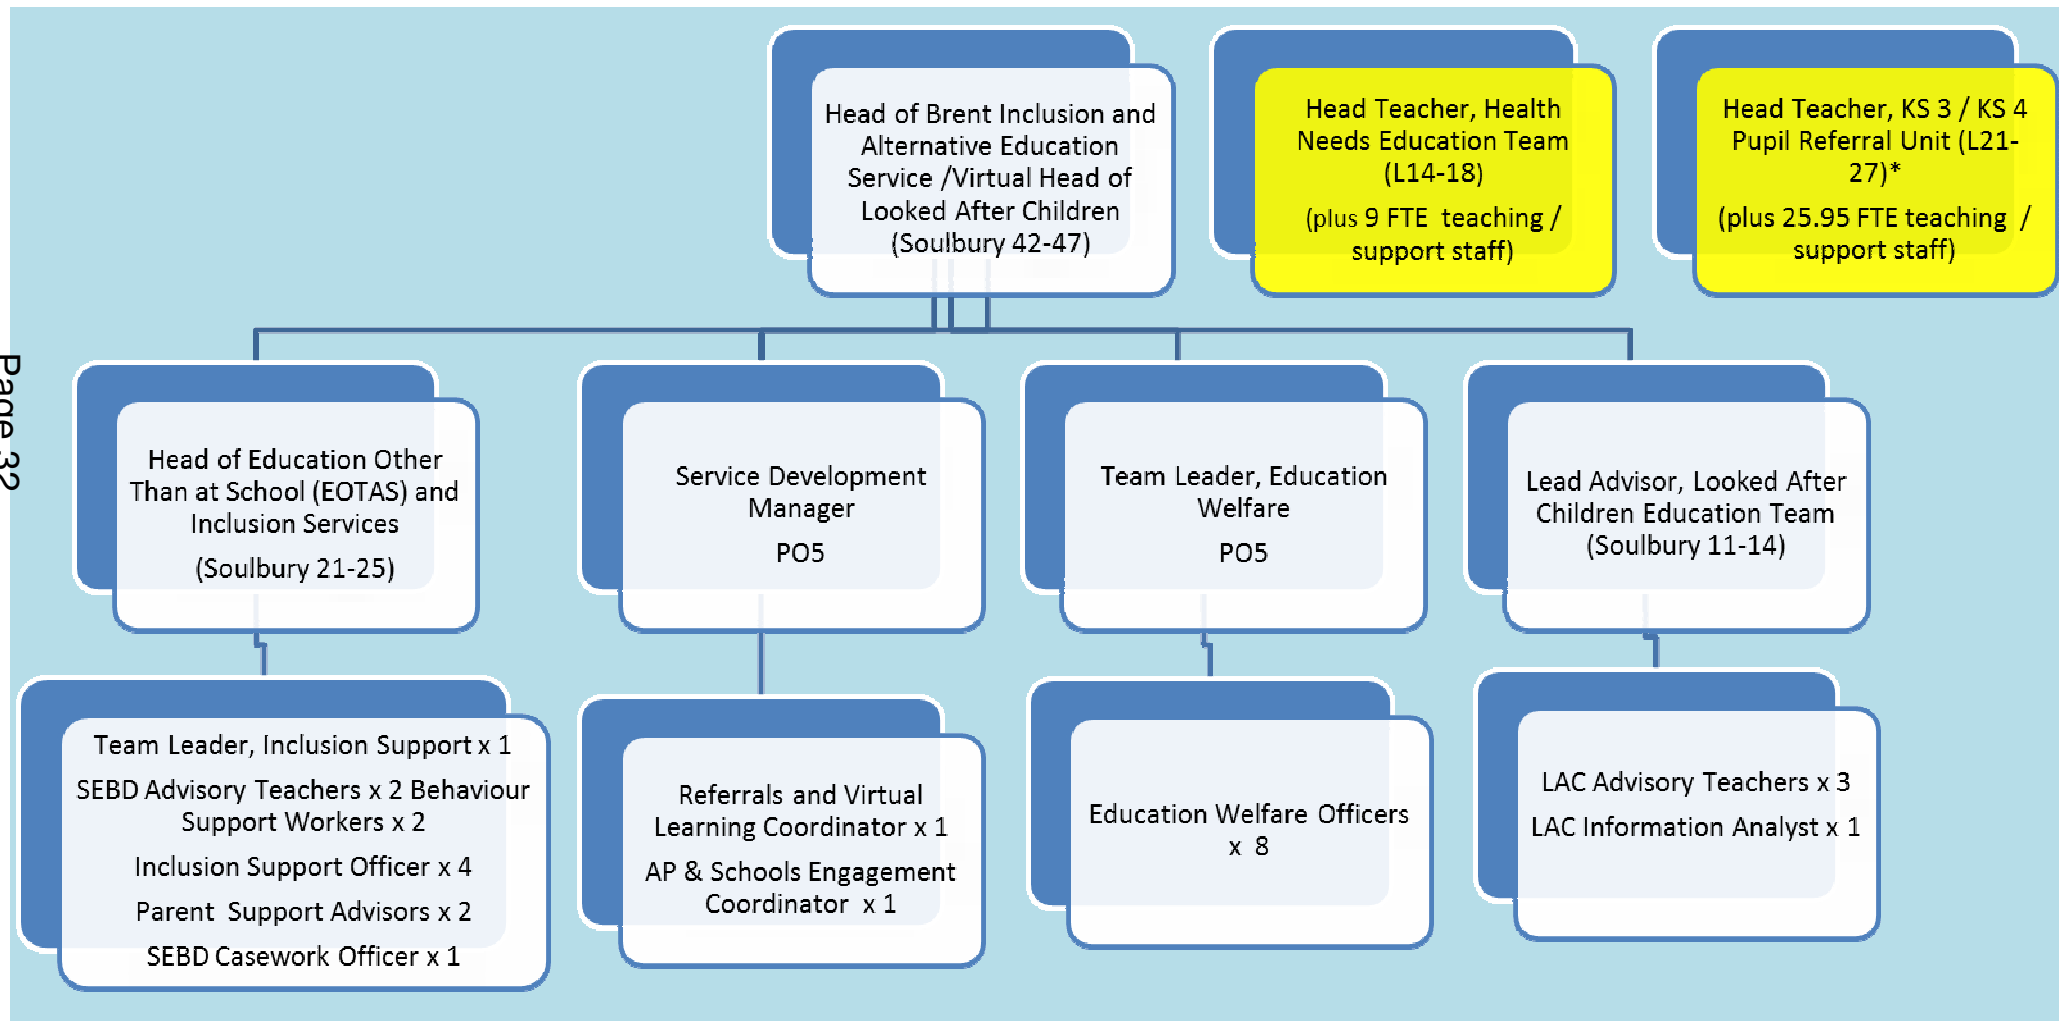 Head of Brent Inclusion and
Alternative Education
Service /Virtual Head of
Looked After Children
(Soulbury 42-47)
Head Teacher, Health
Needs Education Team
(L14-18)
(plus 9 FTE teaching /
support staff)
Head Teacher, KS 3 / KS 4
Pupil Referral Unit (L21-
27)*
(plus 25.95 FTE teaching /
support staff)
Page 32
Head of Education Other
Than at School (EOTAS) and
Inclusion Services
(Soulbury 21-25)
Service Development
Manager
PO5
Team Leader, Education
Welfare
PO5
Lead Advisor, Looked After
Children Education Team
(Soulbury 11-14)
Team Leader, Inclusion Support x 1
SEBD Advisory Teachers x 2 Behaviour
Support Workers x 2
Inclusion Support Officer x 4
Parent Support Advisors x 2
SEBD Casework Officer x 1
Referrals and Virtual
Learning Coordinator x 1
AP & Schools Engagement
Coordinator x 1
Education Welfare Officers
x 8
LAC Advisory Teachers x 3
LAC Information Analyst x 1